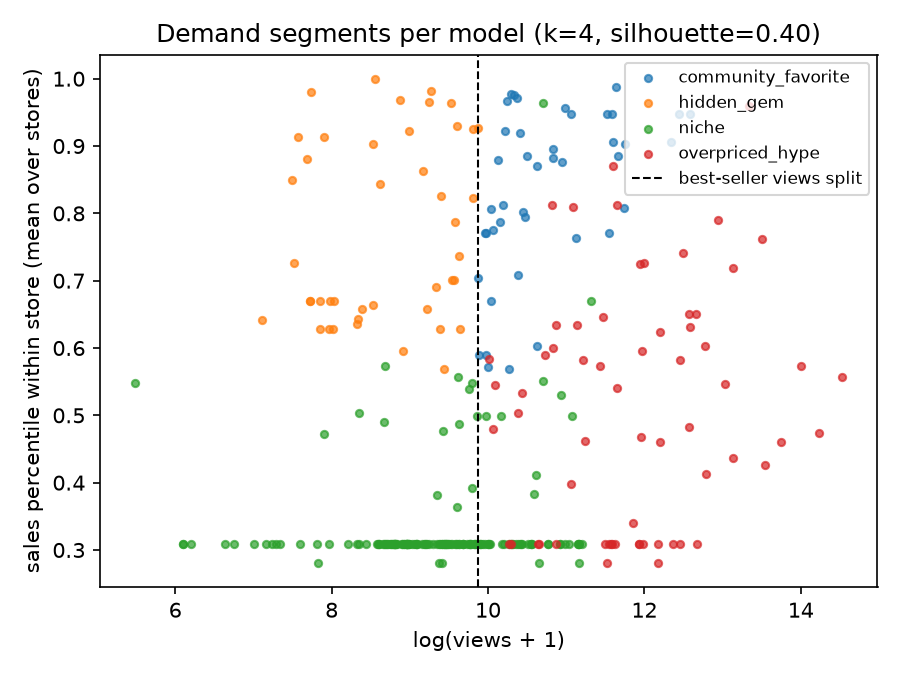 Demand segments per model (k=4, silhouette=0.40)
community_favorite
hidden_gem
niche
overpriced_hype
best-seller views split
sales percentile within store (mean over stores)
1.0
0.9
0.8
0.7
0.6
0.5
0.4
0.3
6 8 10 12 14
log(views + 1)